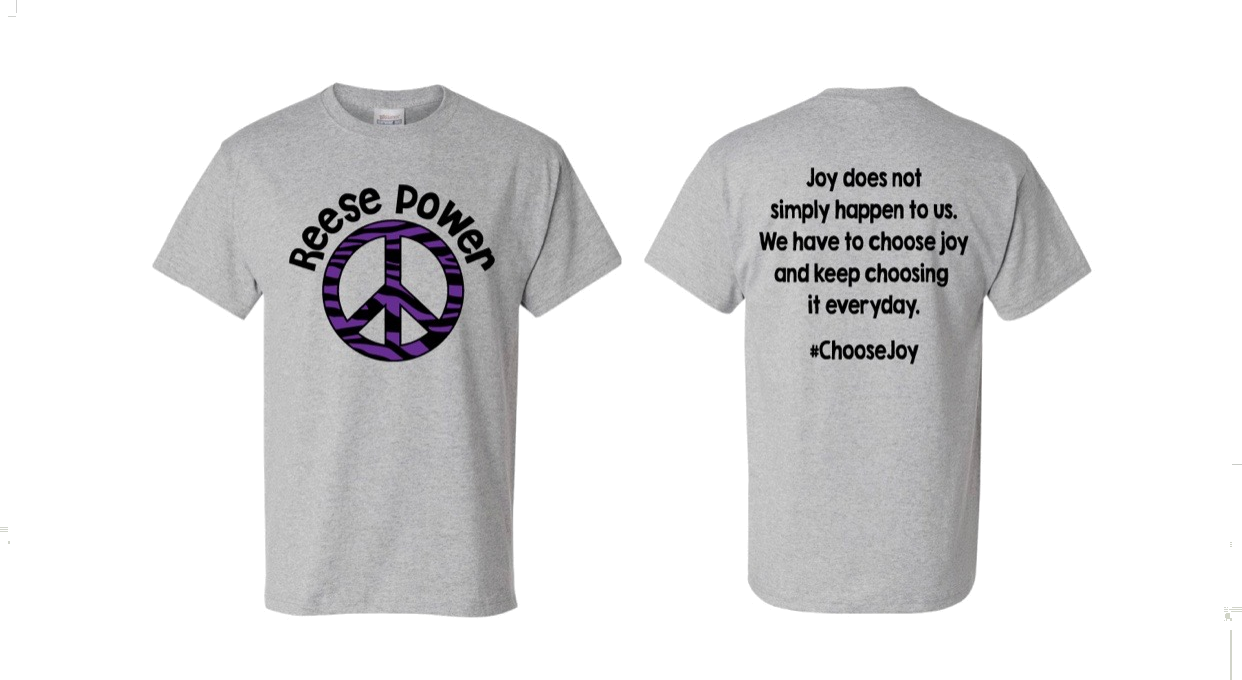 Reese Power
Joy does not
simply happen to us.
We have to choose joy
and keep choosing
it everyday.
#ChooseJoy